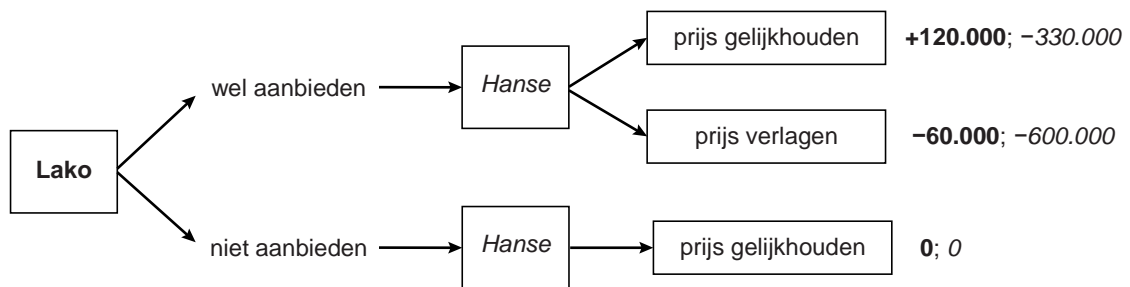 prijs gelijkhouden +120.000; −330.000
wel aanbieden Hanse
prijs verlagen −60.000; −600.000
Lako
niet aanbieden Hanse prijs gelijkhouden 0; 0